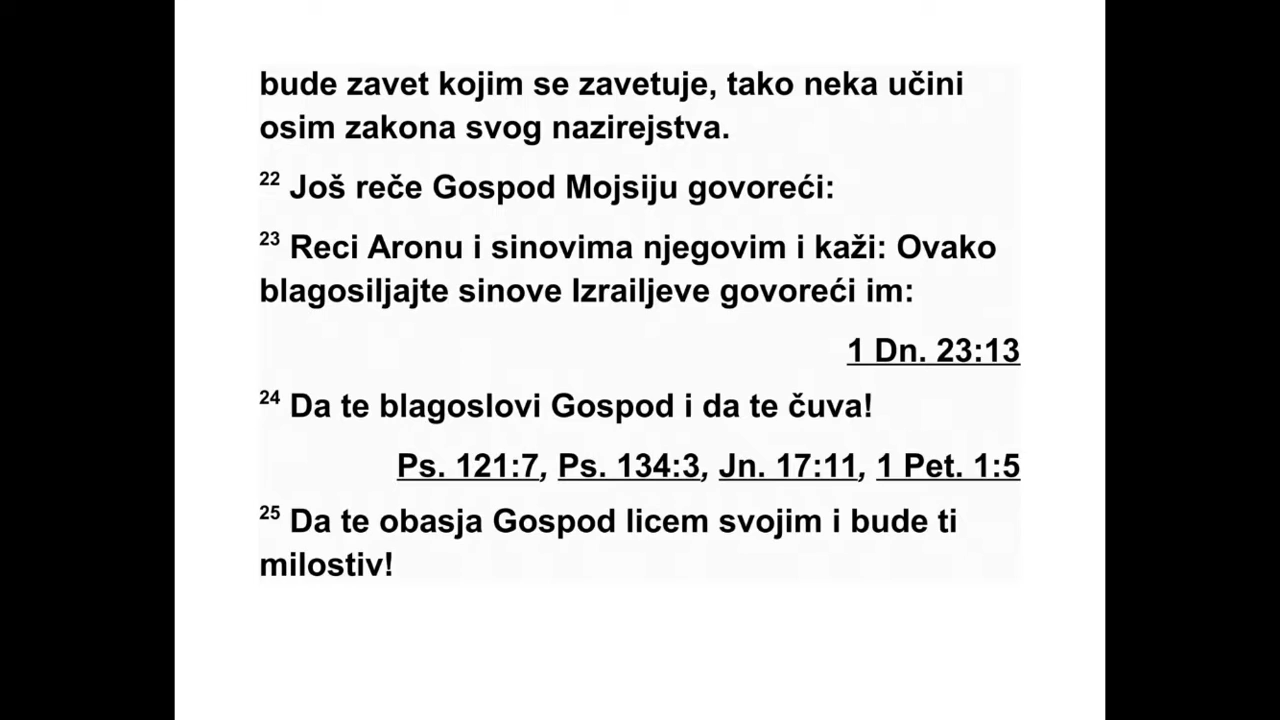 bude zavet kojim se zavetuje, tako neka učini
osim zakona svog nazirejstva.
22 Još reče Gospod Mojsiju govoreći:
23 Reci Aronu i sinovima njegovim i kaži: Ovako
blagosiljajte sinove Izrailjeve govoreći im:
1 Dn. 23:13
24 Da te blagoslovi Gospod i da te čuva!
Ps. 121:7, Ps. 134:3, Jn. 17:11, 1 Pet. 1:5
25 Da te obasja Gospod licem svojim i bude ti
milostiv!